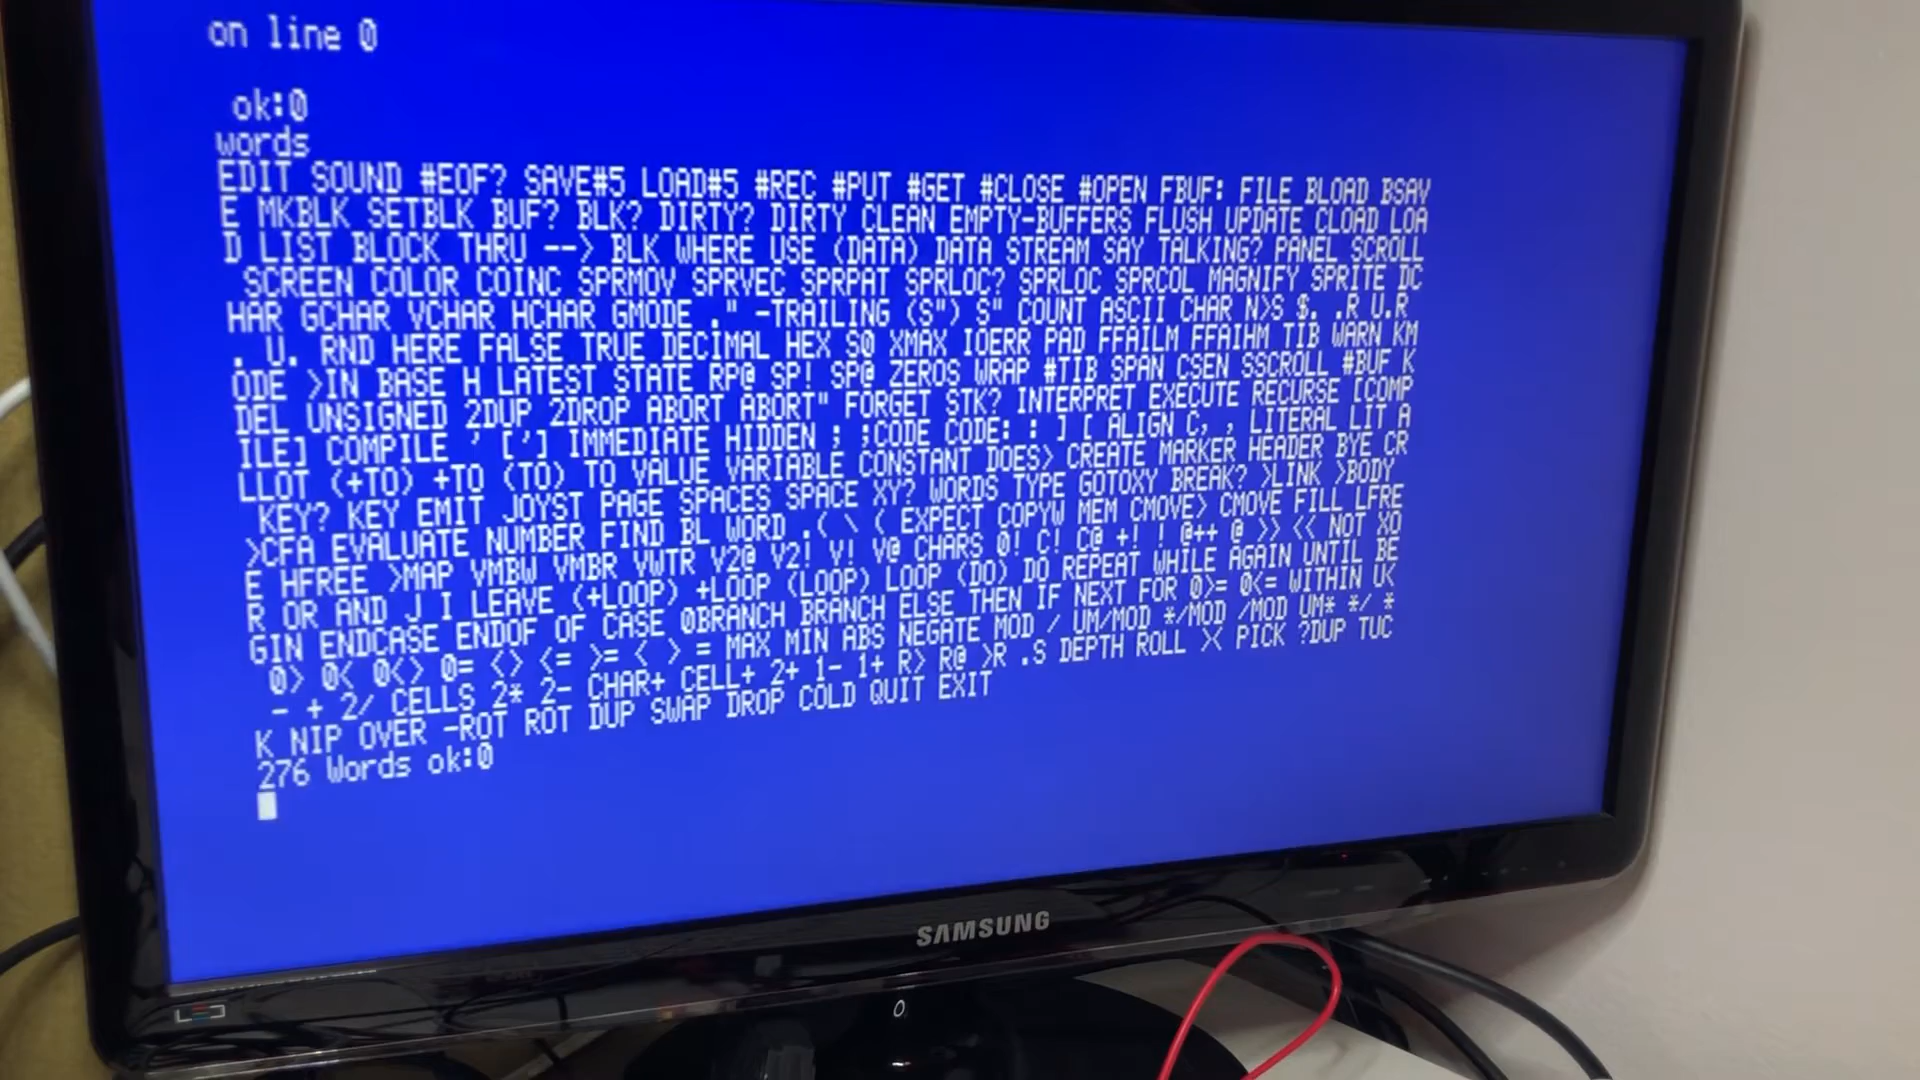 on line 0
ok:0
words
EDIT SOUND #EOF? SAVE#5 LOAD#5 #REC #PUT #GET #CLOSE #OPEN FBUF: FILE BLOAD BSAV
E MKBLK SETBLK BUF? BLK? DIRTY? DIRTY CLEAN EMPTY-BUFFERS FLUSH UPDATE CLOAD LOA
D LIST BLOCK THRU --> BLK WHERE USE (DATA) DATA STREAM SAY TALKING? PANEL SCROLL
SCREEN COLOR COINC SPRMOV SPRVEC SPRPAT SPRLOC? SPRLOC SPRCOL MAGNIFY SPRITE DC
HAR GCHAR VCHAR HCHAR GMODE ." -TRAILING (S") S" COUNT ASCII CHAR N>S $. .R U.R
. U. RND HERE FALSE TRUE DECIMAL HEX S0 XMAX IOERR PAD FFAILM FFAIHM TIB WARN KM
ODE >IN BASE H LATEST STATE RP@ SP! SP@ ZEROS WRAP #TIB SPAN CSEN SSCROLL #BUF K
DEL UNSIGNED 2DUP 2DROP ABORT ABORT" FORGET STK? INTERPRET EXECUTE RECURSE [COMP
ILE] COMPILE ' ['] IMMEDIATE HIDDEN ; ;CODE CODE: : ] [ ALIGN C, , LITERAL LIT A
LLOT (+TO) +TO (TO) TO VALUE VARIABLE CONSTANT DOES> CREATE MARKER HEADER BYE CR
KEY? KEY EMIT JOYST PAGE SPACES SPACE XY? WORDS TYPE GOTOXY BREAK? >LINK >BODY
>CFA EVALUATE NUMBER FIND BL WORD .( \ ( EXPECT COPYW MEM CMOVE> CMOVE FILL LFRE
E HFREE >MAP VMBW VMBR VWTR V2@ V2! V! V@ CHARS 0! C! C@ +! ! @++ @ >> << NOT XO
R OR AND J I LEAVE (+LOOP) +LOOP (LOOP) LOOP (DO) DO REPEAT WHILE AGAIN UNTIL BE
GIN ENDCASE ENDOF OF CASE 0BRANCH BRANCH ELSE THEN IF NEXT FOR 0>= 0<= WITHIN U<
0> 0< 0<> 0= <> <= >= < > = MAX MIN ABS NEGATE MOD / UM/MOD */MOD /MOD UM* */ *
- + 2/ CELLS 2* 2- CHAR+ CELL+ 2+ 1- 1+ R> R@ >R .S DEPTH ROLL >< PICK ?DUP TUC
K NIP OVER -ROT ROT DUP SWAP DROP COLD QUIT EXIT
276 Words ok:0
SAMSUNG
LED